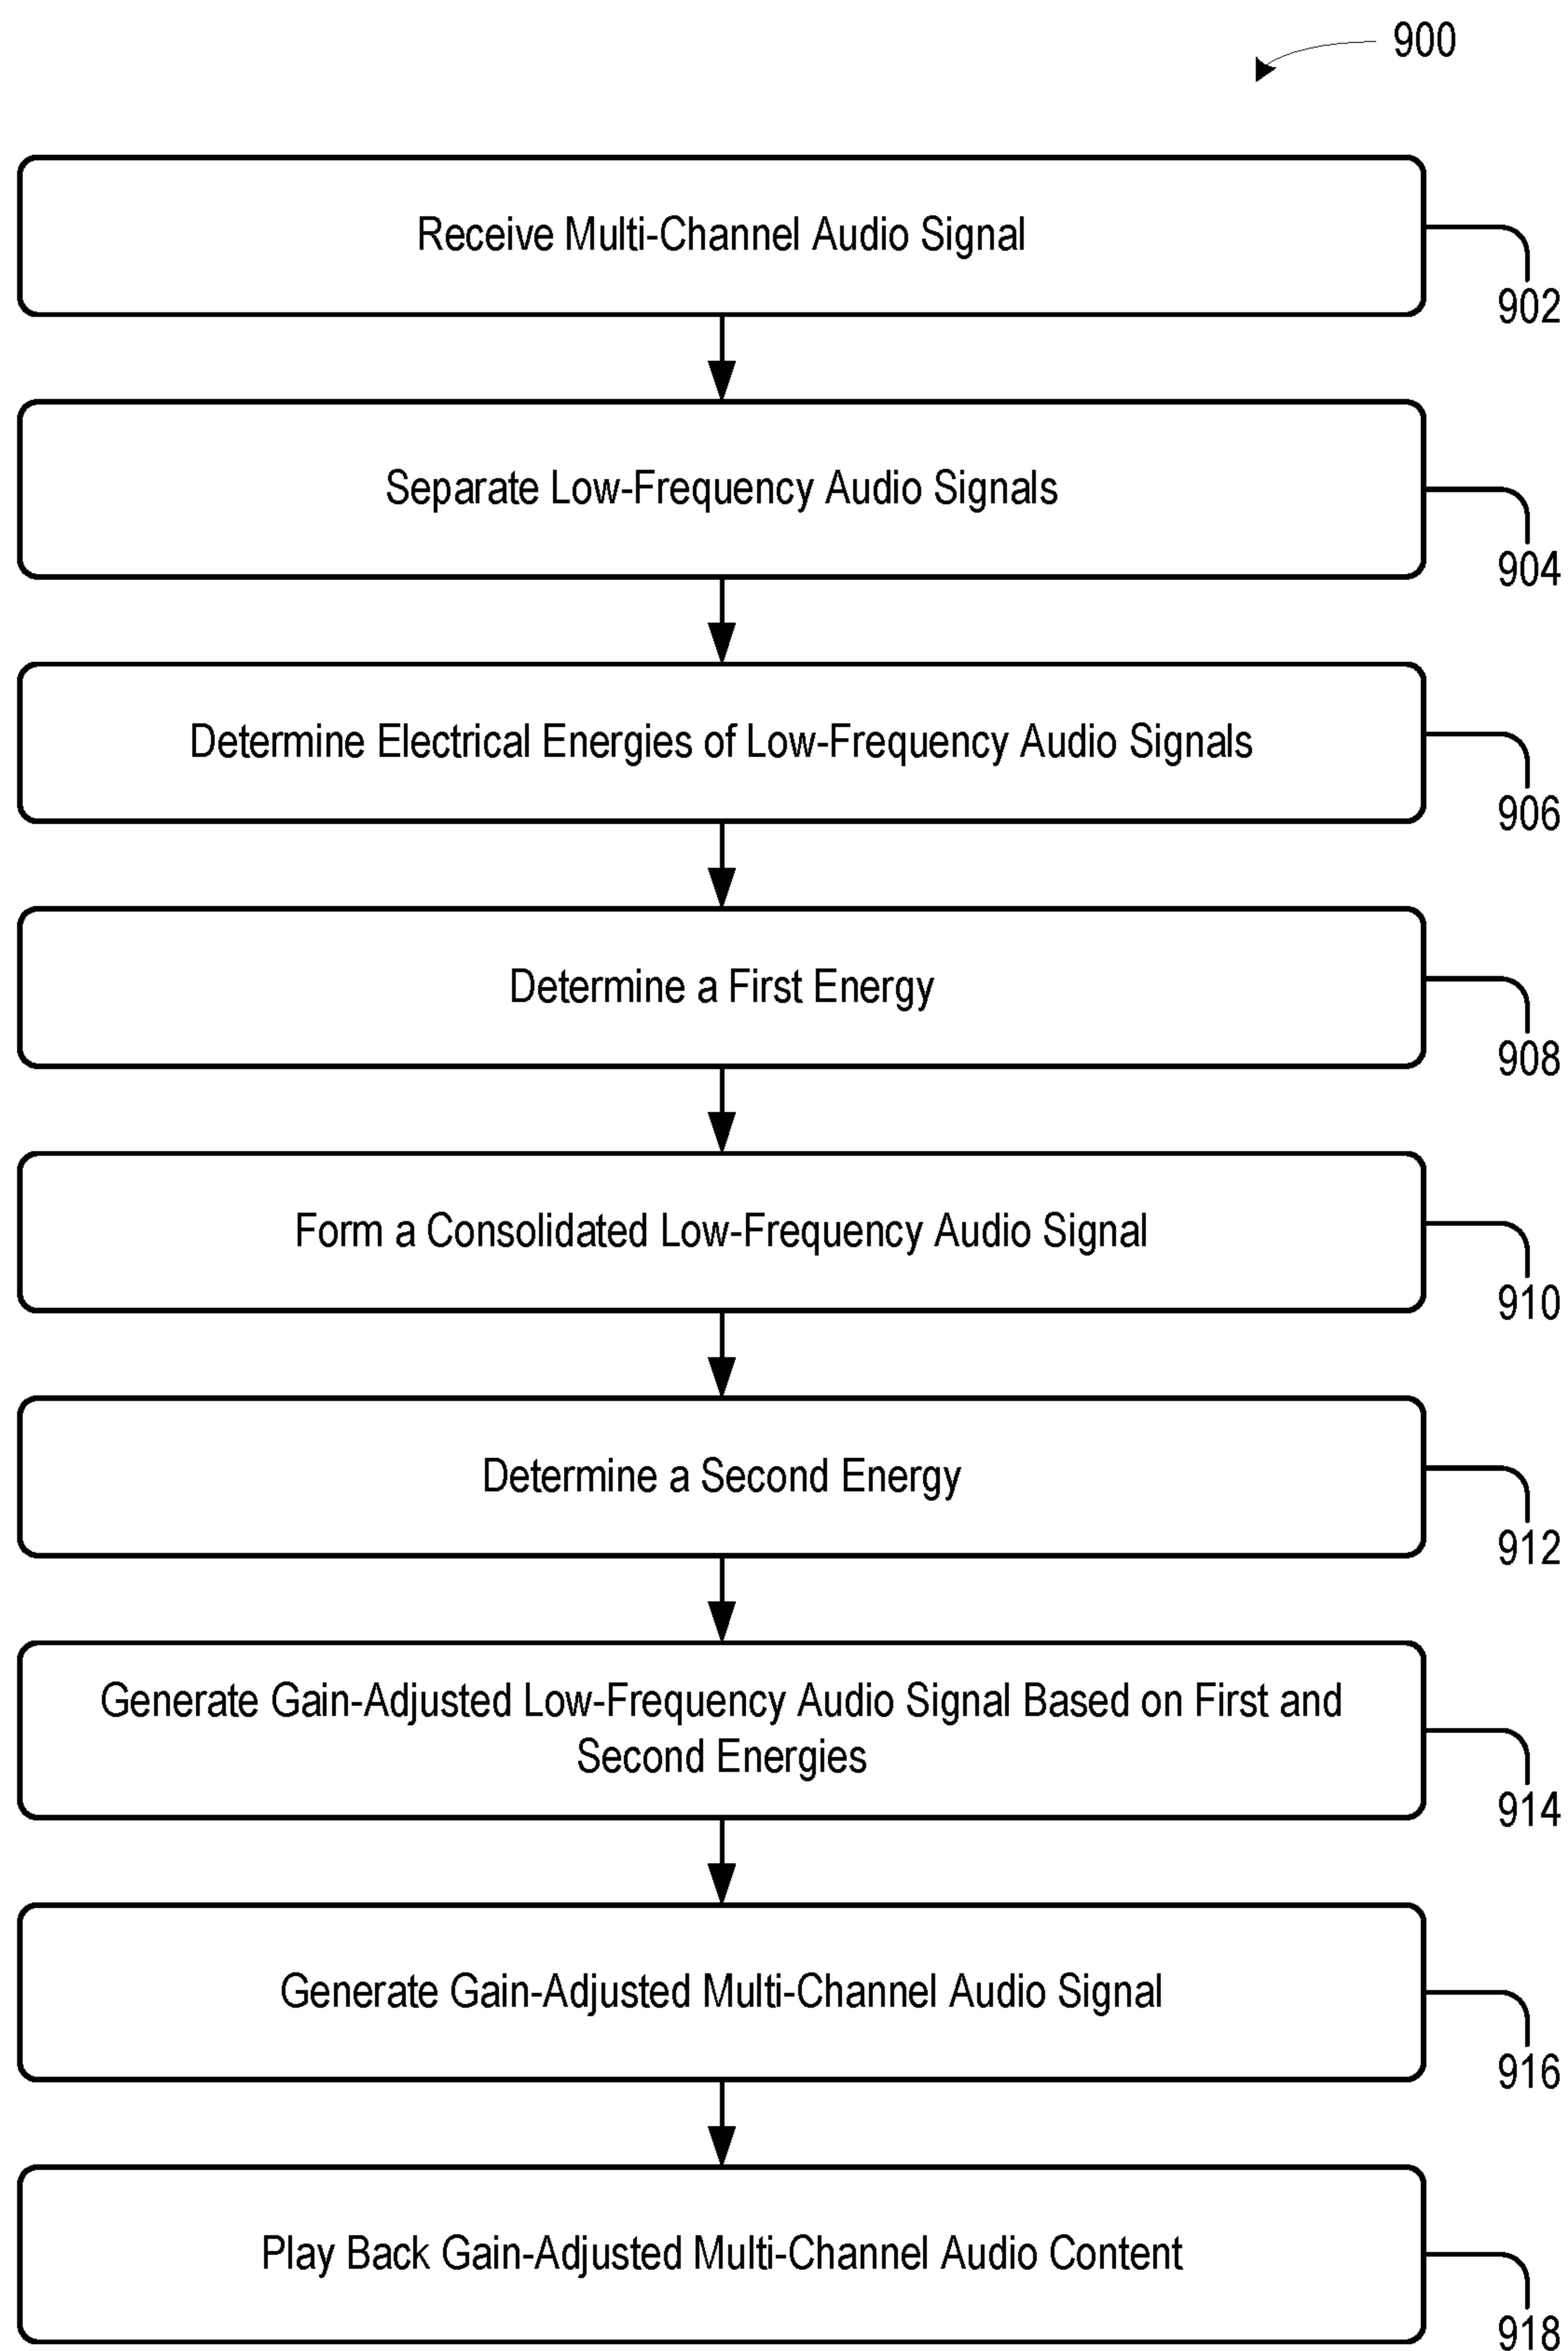 900
Receive Multi-Channel Audio Signal
902
Separate Low-Frequency Audio Signals
904
Determine Electrical Energies of Low-Frequency Audio Signals
906
Determine a First Energy
908
Form a Consolidated Low-Frequency Audio Signal
910
Determine a Second Energy
912
Generate Gain-Adjusted Low-Frequency Audio Signal Based on First and
Second Energies
914
Generate Gain-Adjusted Multi-Channel Audio Signal
916
Play Back Gain-Adjusted Multi-Channel Audio Content
918